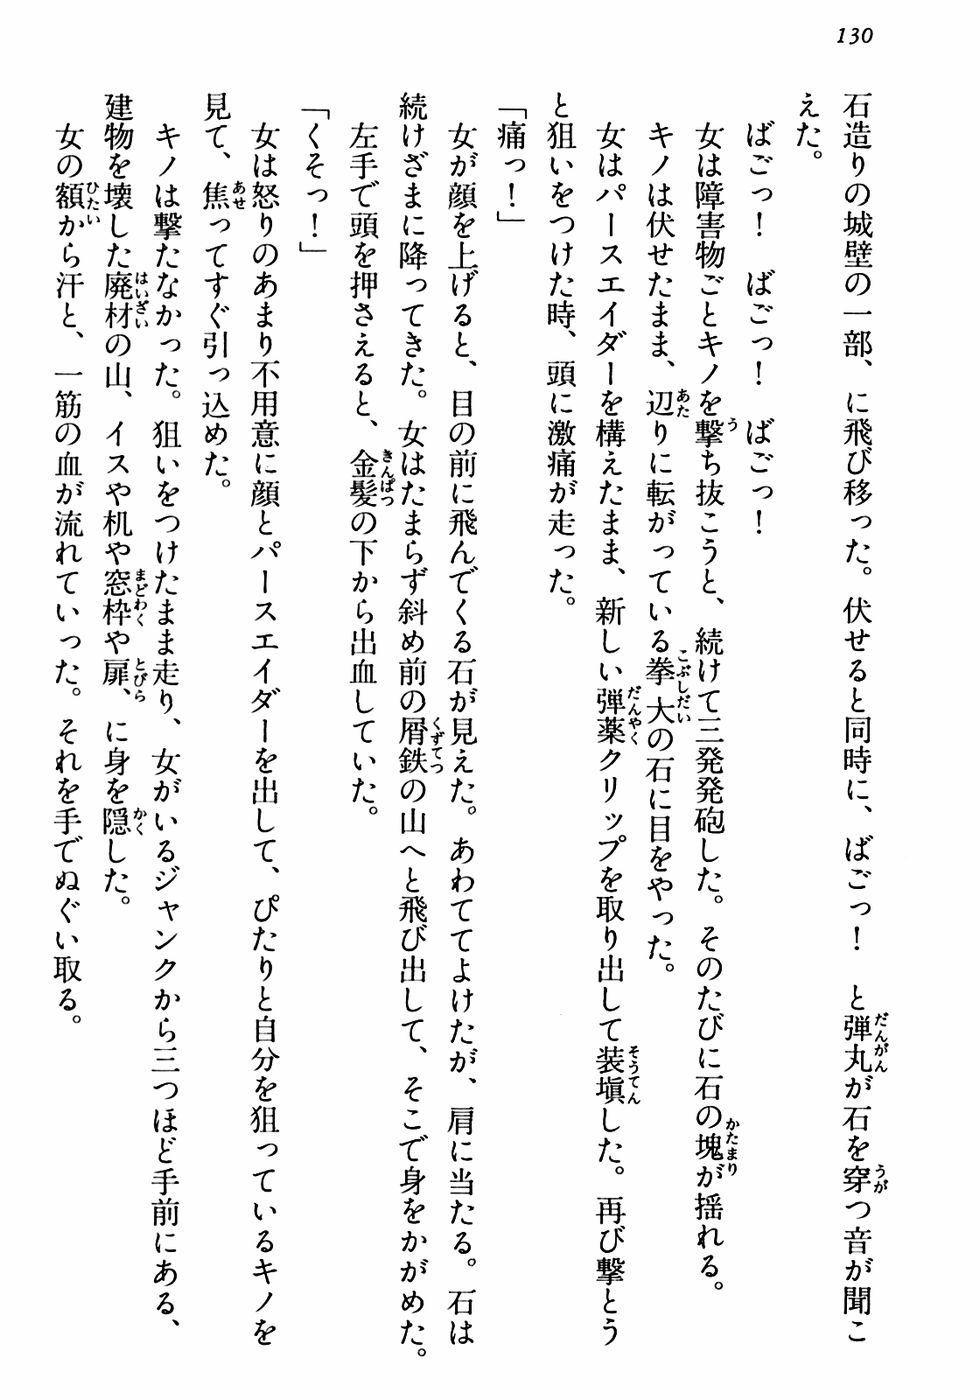 130
石造りの城壁の一部、に飛び移った。伏せると同時に、ばごっ！　と弾丸が石を穿つ音が聞こ
えた。
　ばごっ！　ばごっ！　ばごっ！
　女は障害物ごとキノを撃ち抜こうと、続けて三発発砲した。そのたびに石の塊が揺れる。
　キノは伏せたまま、辺りに転がっている拳大の石に目をやった。
　女はパースエイダーを構えたまま、新しい弾薬クリップを取り出して装塡した。再び撃とう
と狙いをつけた時、頭に激痛が走った。
「痛っ！」
　女が顔を上げると、目の前に飛んでくる石が見えた。あわててよけたが、肩に当たる。石は
続けざまに降ってきた。女はたまらず斜め前の屑鉄の山へと飛び出して、そこで身をかがめた。
　左手で頭を押さえると、金髪の下から出血していた。
「くそっ！」
　女は怒りのあまり不用意に顔とパースエイダーを出して、ぴたりと自分を狙っているキノを
見て、焦ってすぐ引っ込めた。
　キノは撃たなかった。狙いをつけたまま走り、女がいるジャンクから三つほど手前にある、
建物を壊した廃材の山、イスや机や窓枠や扉、に身を隠した。
　女の額から汗と、一筋の血が流れていった。それを手でぬぐい取る。